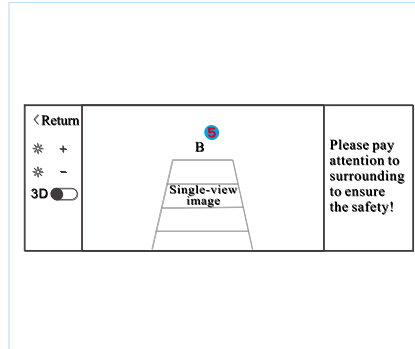 <Return
+
-
3D
5
B
Single-view
image
Please pay
attention to
surrounding
to ensure
the safety!